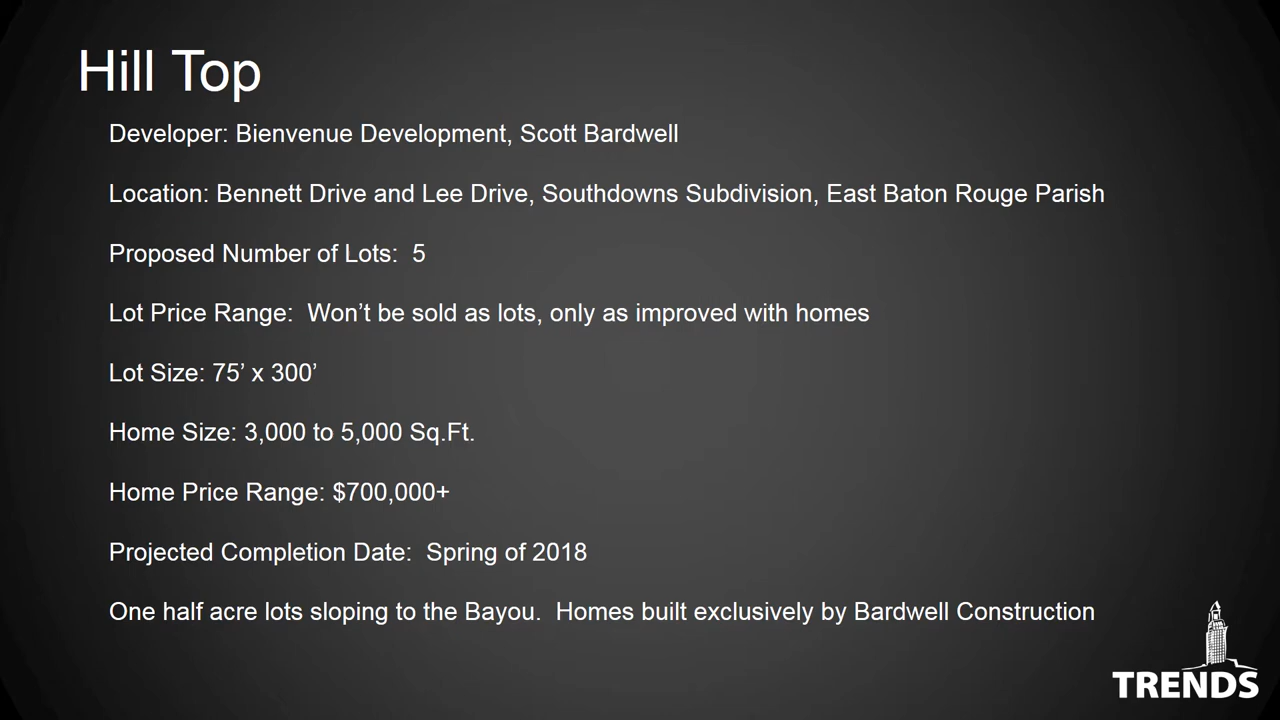 Hill Top
Developer: Bienvenue Development, Scott Bardwell
Location: Bennett Drive and Lee Drive, Southdowns Subdivision, East Baton Rouge Parish
Proposed Number of Lots:  5
Lot Price Range:  Won’t be sold as lots, only as improved with homes
Lot Size: 75’ x 300’
Home Size: 3,000 to 5,000 Sq.Ft.
Home Price Range: $700,000+
Projected Completion Date:  Spring of 2018
One half acre lots sloping to the Bayou.  Homes built exclusively by Bardwell Construction
TRENDS